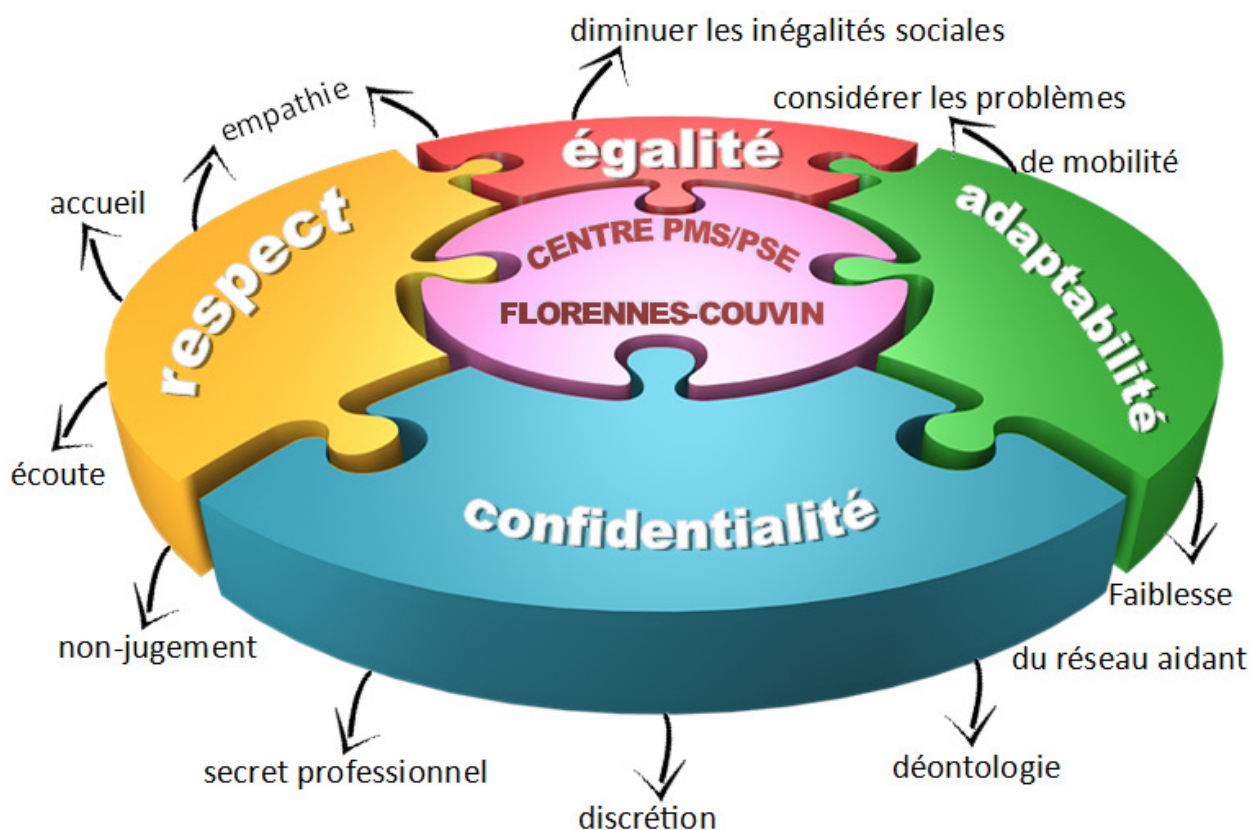 diminuer les inégalités sociales
empathie
considérer les problèmes
de mobilité
accueil
égalité
respect
adaptabilité
CENTRE PMS/PSE
FLORENNES-COUVIN
écoute
confidentialité
Faiblesse
du réseau aidant
non-jugement
secret professionnel
déontologie
discrétion